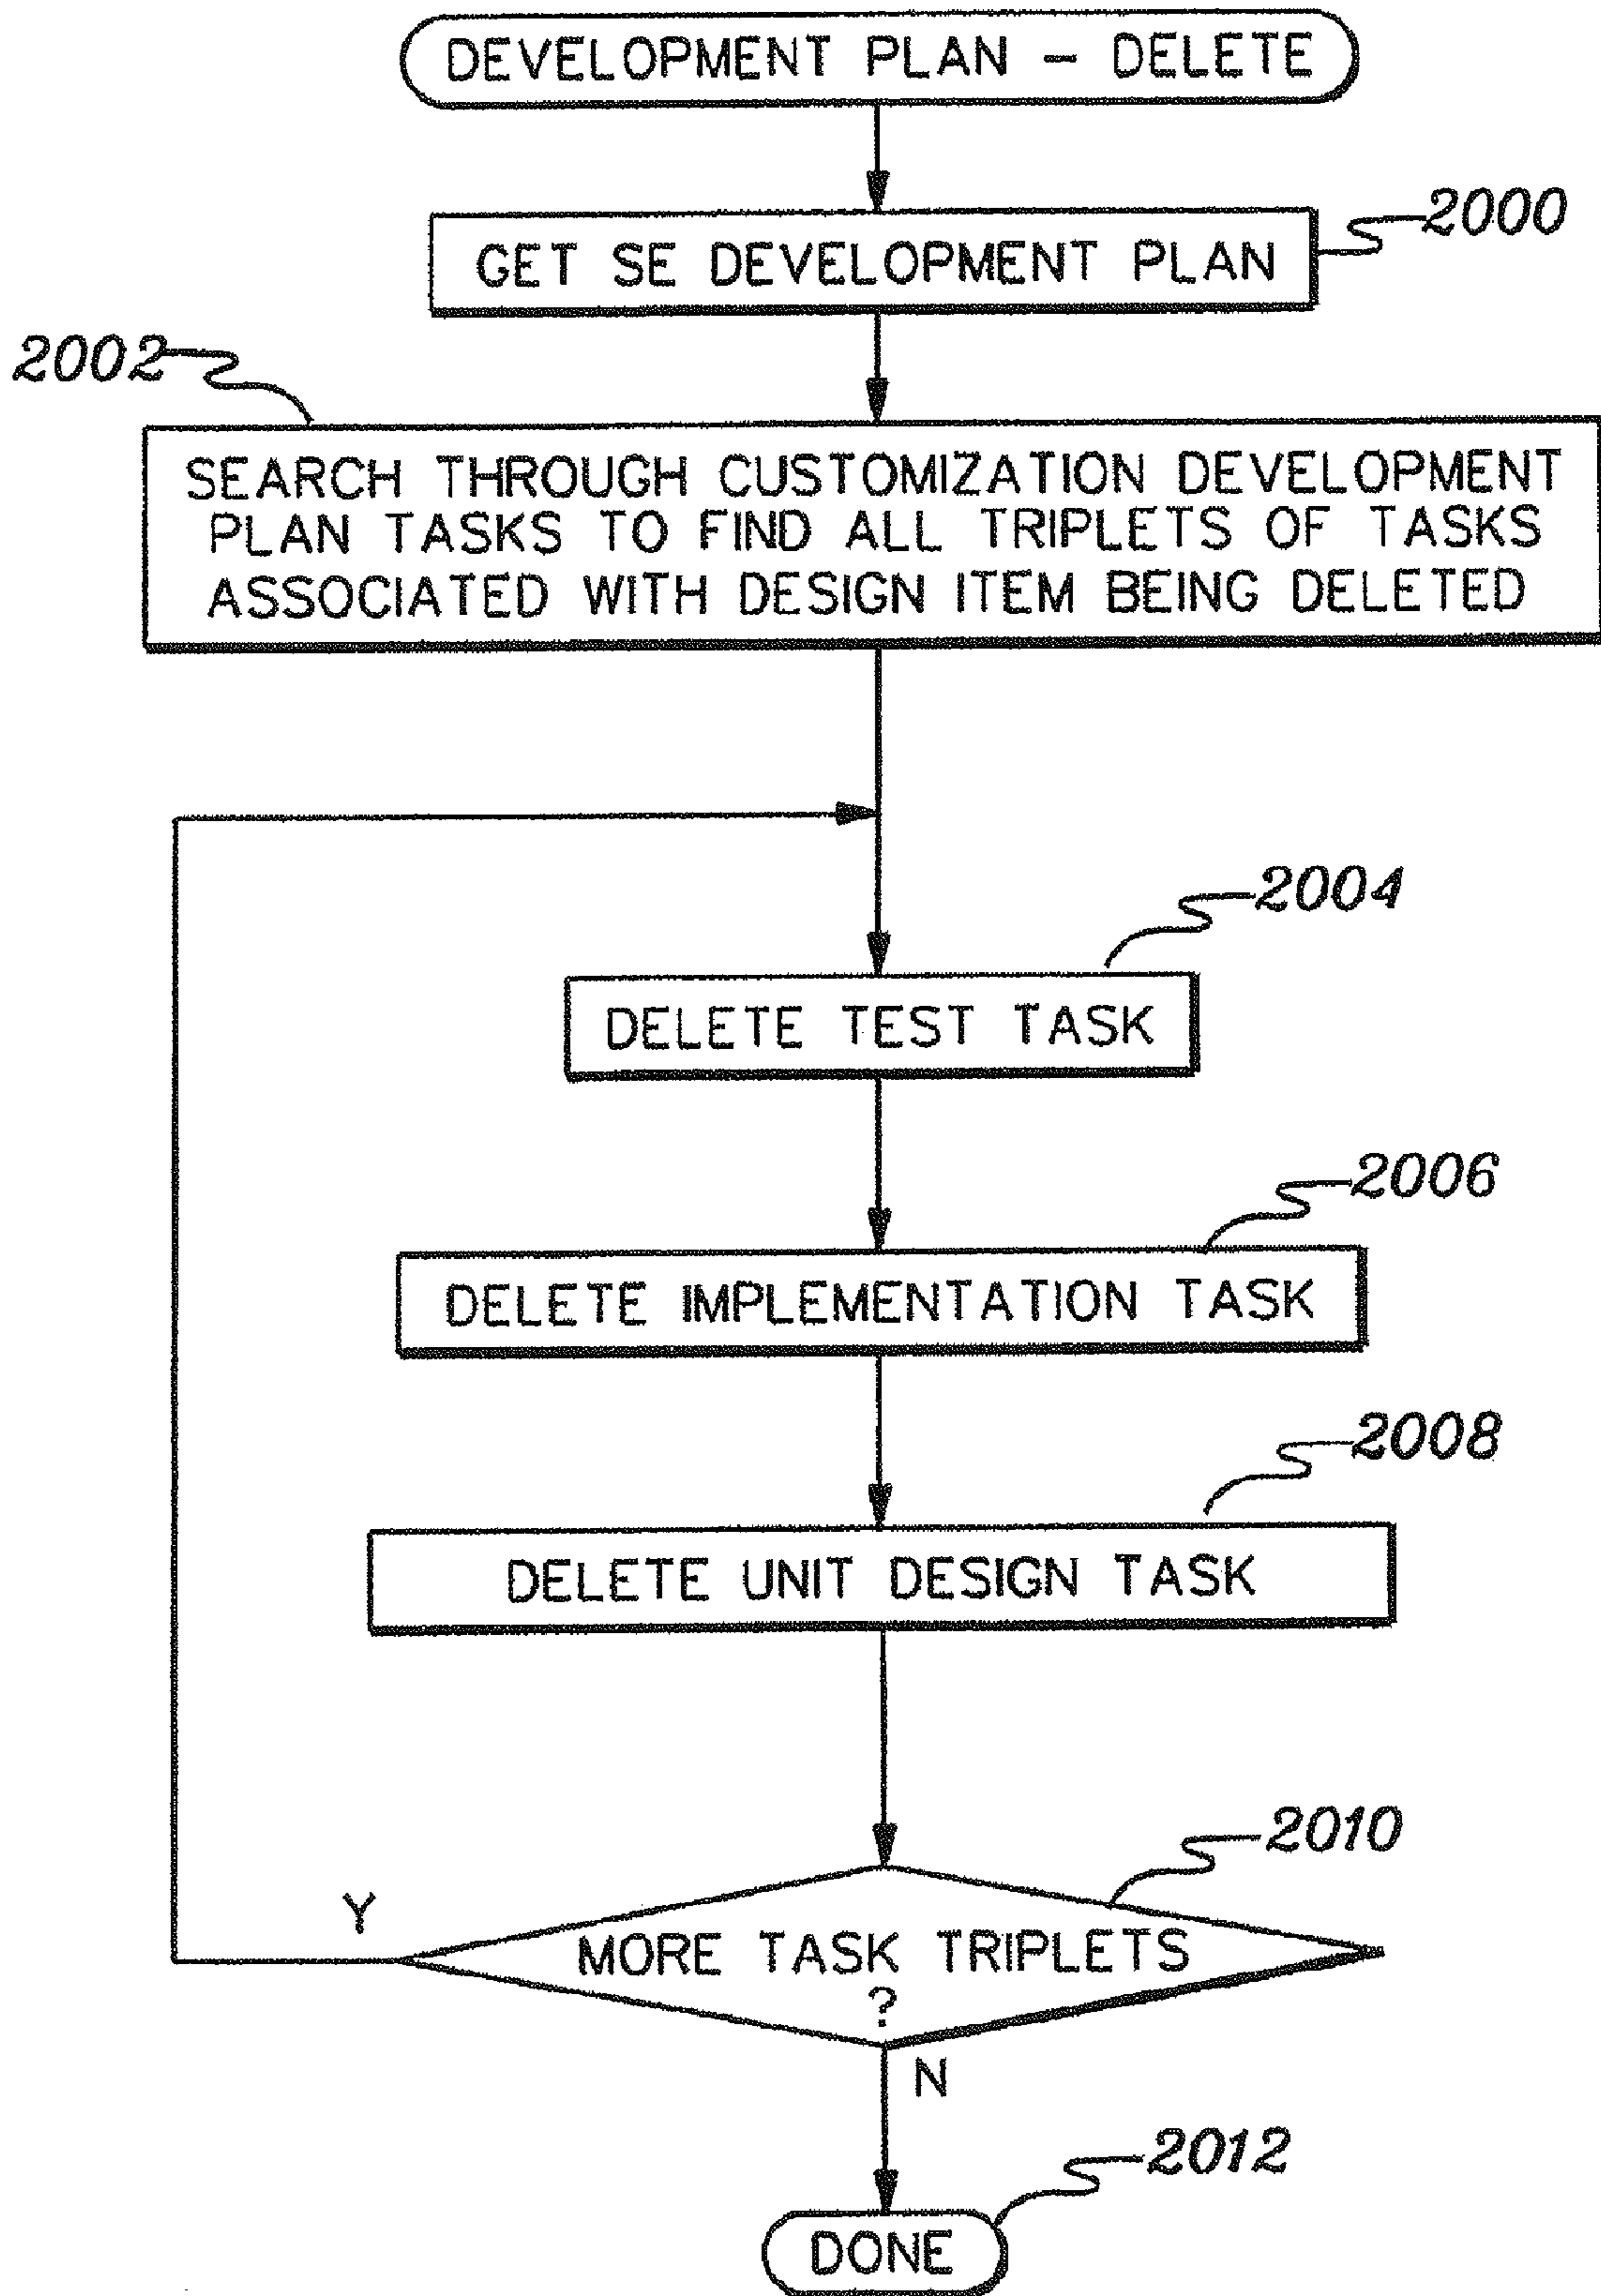 DEVELOPMENT PLAN - DELETE
2000
GET SE DEVELOPMENT PLAN
2002
SEARCH THROUGH CUSTOMIZATION DEVELOPMENT
PLAN TASKS TO FIND ALL TRIPLETS OF TASKS
ASSOCIATED WITH DESIGN ITEM BEING DELETED
2004
DELETE TEST TASK
2006
DELETE IMPLEMENTATION TASK
2008
DELETE UNIT DESIGN TASK
2010
Y
MORE TASK TRIPLETS
?
N
2012
DONE